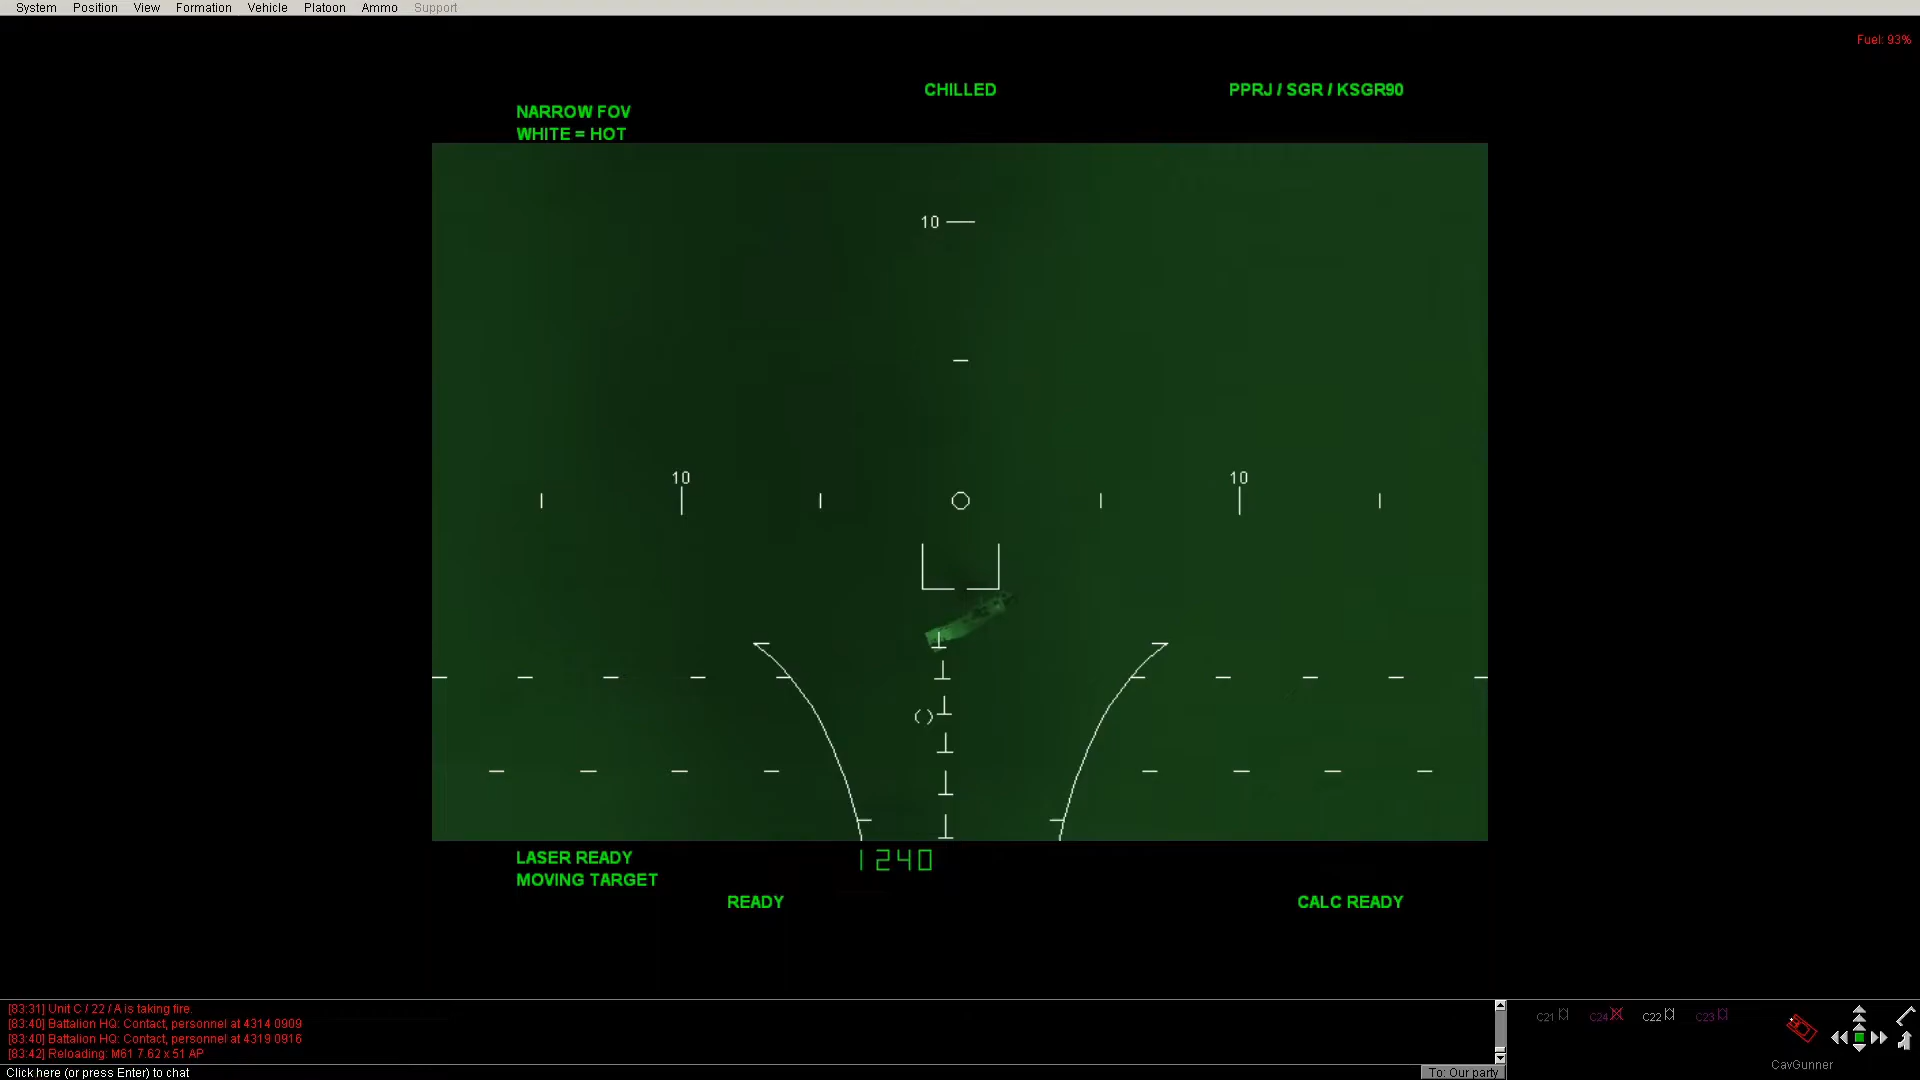 System Position View Formation Vehicle Platoon Ammo Support
Fuel: 93%
CHILLED
PPRJ / SGR / KSGR90
NARROW FOV
WHITE = HOT
10
10
10
LASER READY
1240
MOVING TARGET
READY
CALC READY
[83:31] Unit C / 22 / A is taking fire.
[83:40] Battalion HQ: Contact, personnel at 4314 0909
[83:40] Battalion HQ: Contact, personnel at 4319 0916
[83:42] Reloading: M61 7.62 x 51 AP
Click here (or press Enter) to chat
To: Our party
C21 C24 C22 C23
CavGunner